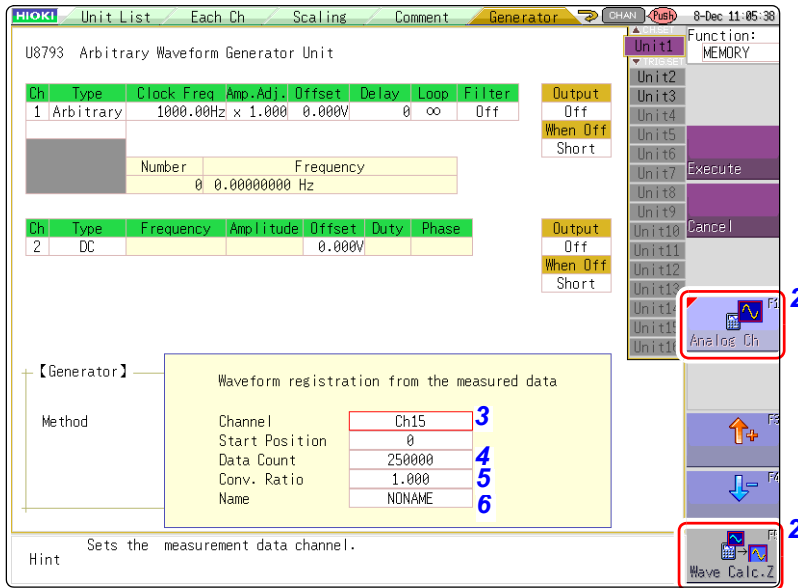 HIOKI Unit List Each Ch Scaling Comment Generator CHAN Push 8-Dec 11:05:38
U8793 Arbitrary Waveform Generator Unit
Ch Type Clock Freq Amp.Adj. Offset Delay Loop Filter
1 Arbitrary 1000.00Hz x 1.000 0.000V 0 ∞ Off
Number Frequency
0 0.00000000 Hz
Output
Off
When Off
Short
Ch Type Frequency Amplitude Offset Duty Phase
2 DC 0.000V
Output
Off
When Off
Short
【Generator】
Method
Waveform registration from the measured data
Channel Ch15 3
Start Position 0
Data Count 250000 4
Conv. Ratio 1.000 5
Name NONAME 6
Hint Sets the measurement data channel.
▲ CH.SET
Unit1
▼ TRIG.SET
Unit2
Unit3
Unit4
Unit5
Unit6
Unit7
Unit8
Unit9
Unit10
Unit11
Unit12
Unit13
Unit14
Unit15
Unit16
Function:
MEMORY
Execute
Cancel
2
F1
Analog Ch
F3
F4
2
F5
Wave Calc.Z